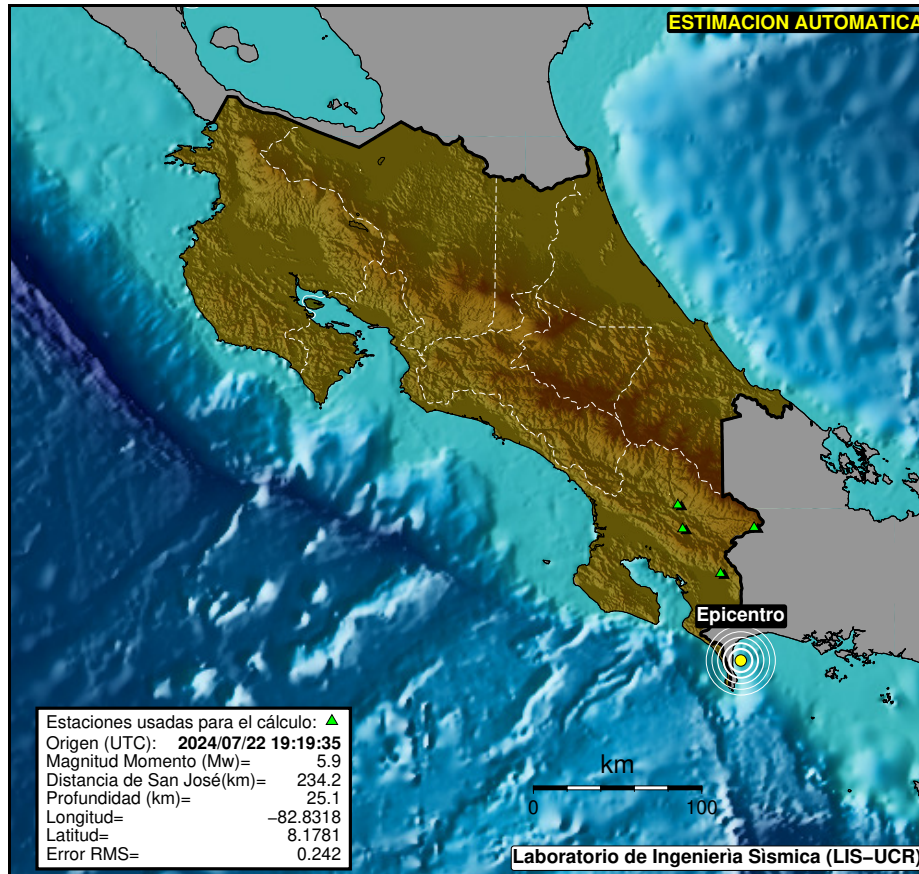 ESTIMACION AUTOMATICA
Epicentro
km
0 100
Estaciones usadas para el cálculo:
Origen (UTC): 2024/07/22 19:19:35
Magnitud Momento (Mw)= 5.9
Distancia de San José(km)= 234.2
Profundidad (km)= 25.1
Longitud= −82.8318
Latitud= 8.1781
Error RMS= 0.242
Laboratorio de Ingenierìa Sìsmica (LIS−UCR)